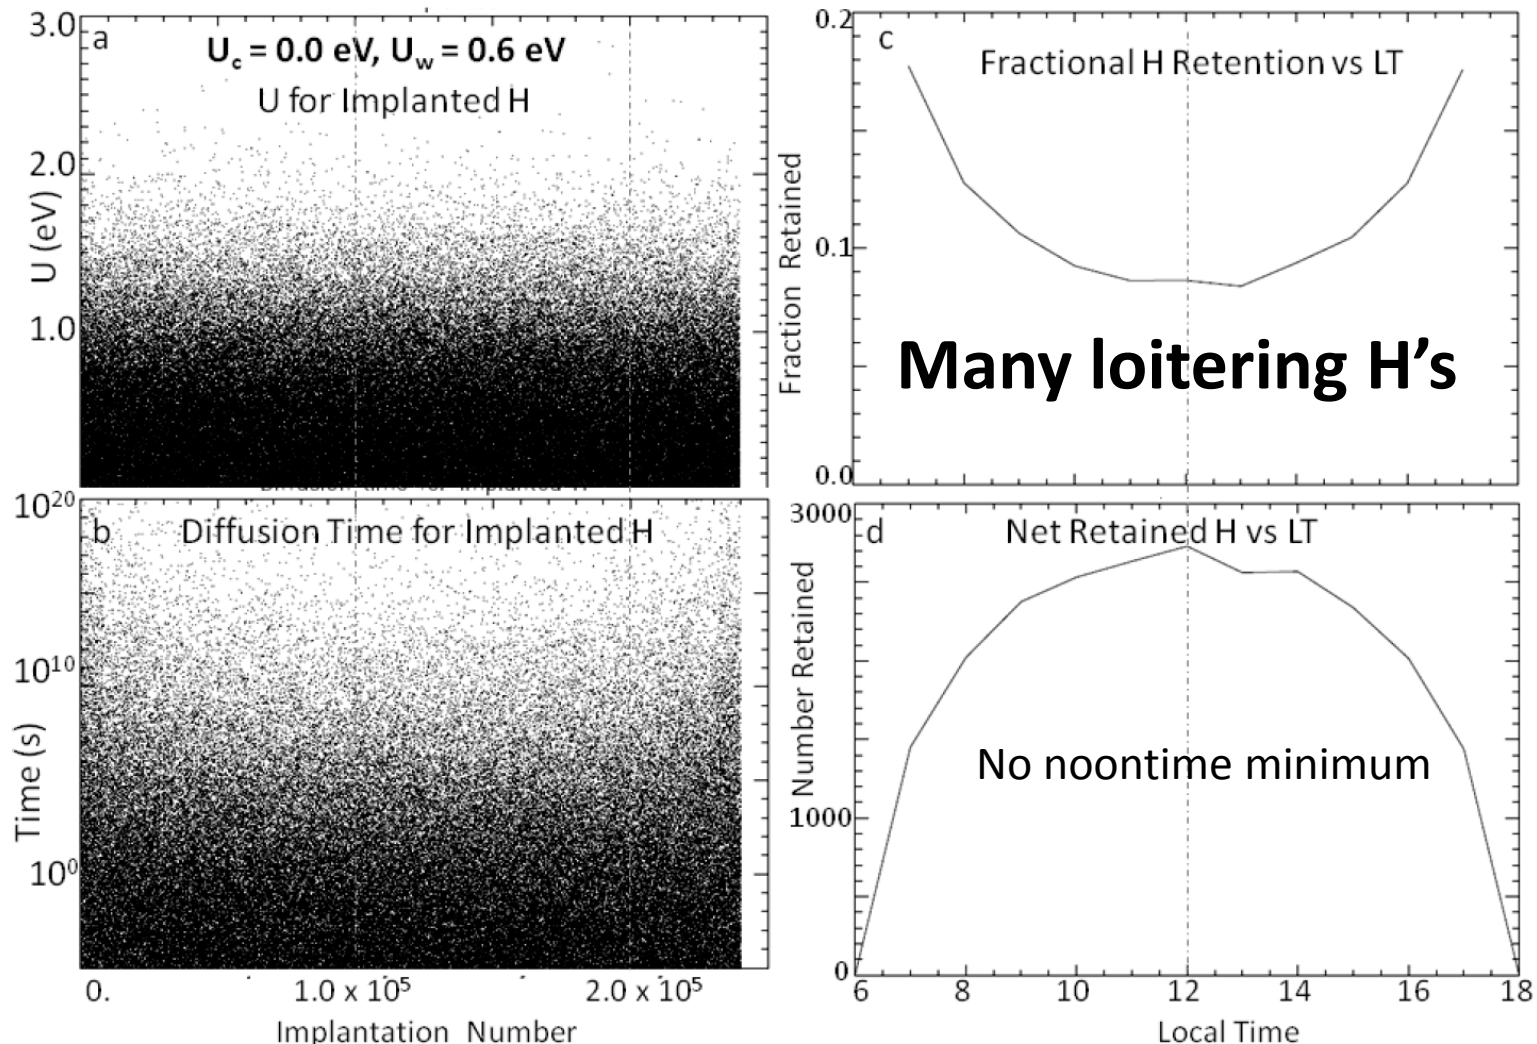 a
U_c = 0.0 eV, U_w = 0.6 eV
U for Implanted H
3.0
2.0
1.0
U (eV)
b
Diffusion Time for Implanted H
10^20
10^10
10^0
Time (s)
0.
1.0 x 10^5
2.0 x 10^5
Implantation Number
c
Fractional H Retention vs LT
0.2
0.1
0.0
Fraction Retained
Many loitering H’s
d
Net Retained H vs LT
3000
1000
0
Number Retained
No noontime minimum
6
8
10
12
14
16
18
Local Time